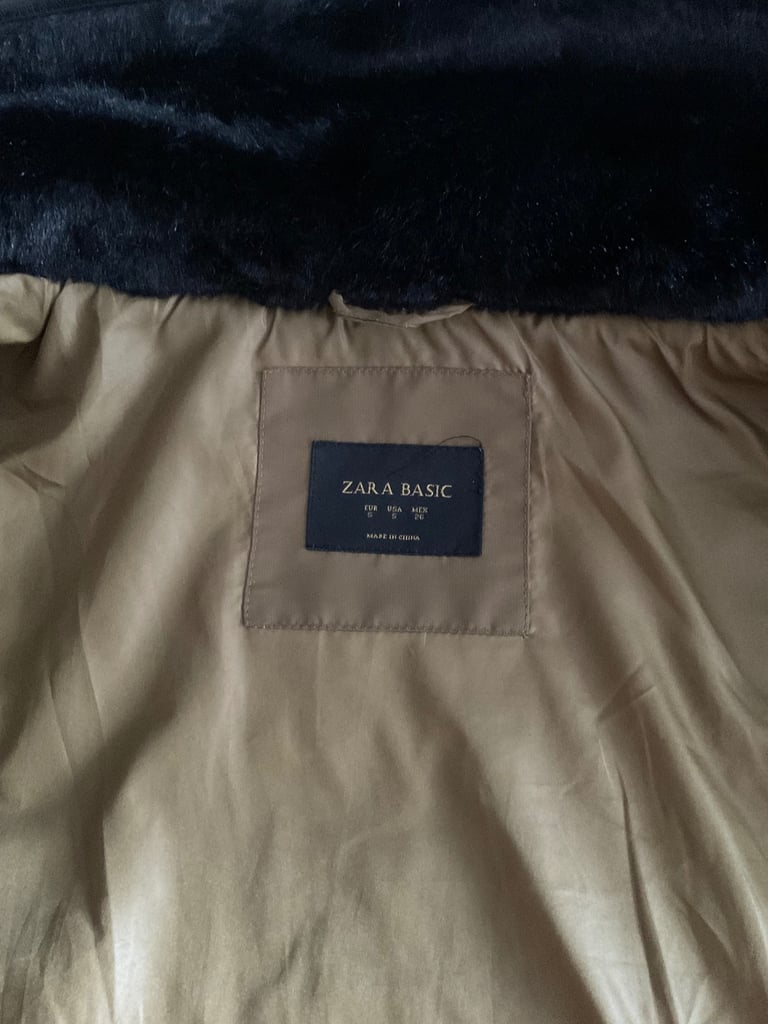 ZARA BASIC
EUR USA MEX
S S 26
MADE IN CHINA